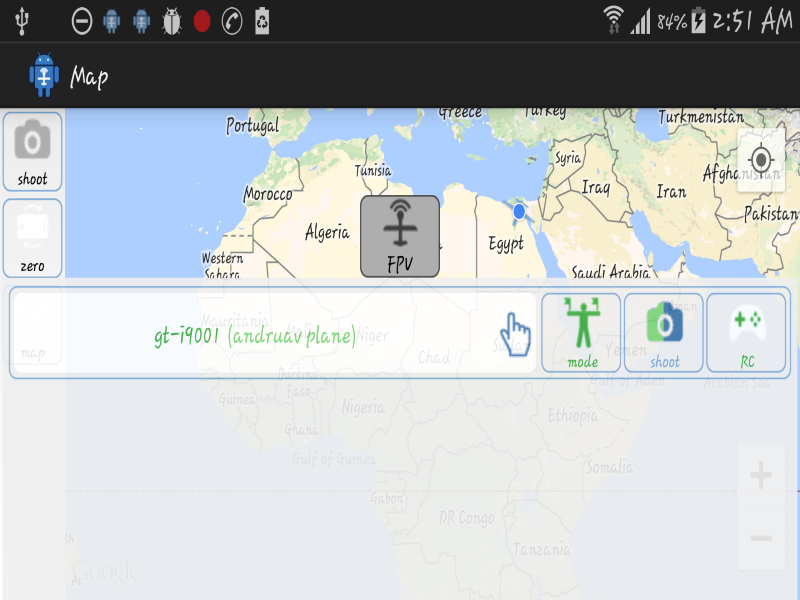 84% 2:51 AM
Map
shoot
zero
map
FPV
gt-i9001 (andruav plane)
mode
shoot
RC
Portugal
Greece
Turkey
Turkmenistan
Tunisia
Syria
Afghanistan
Morocco
Iraq
Iran
Pakistan
Algeria
Egypt
Western
Sahara
Saudi Arabia
Mauritania
Niger
Chad
Yemen
Gulf of Aden
Arabian Sea
Guinea
Burkina
Faso
Nigeria
Ghana
Ethiopia
Gulf of Guinea
Somalia
Gabon
DR Congo
Tanzania
Google